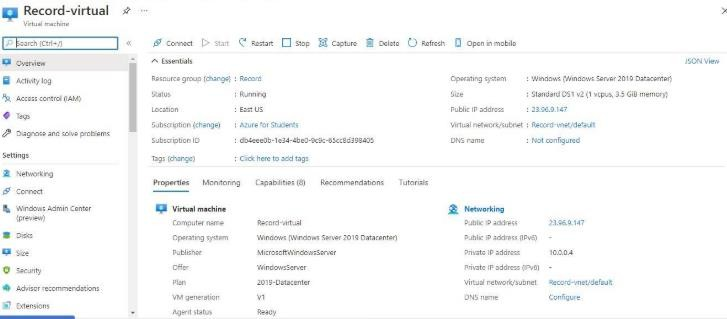 Record-virtual
Virtual machine
Search (Ctrl+/)
Overview
Activity log
Access control (IAM)
Tags
Diagnose and solve problems
Settings
Networking
Connect
Windows Admin Center
(preview)
Disks
Size
Security
Advisor recommendations
Extensions
Connect Start Restart Stop Capture Delete Refresh Open in mobile
Essentials JSON View
Resource group (change) : Record
Status : Running
Location : East US
Subscription (change) : Azure for Students
Subscription ID : db4eee0b-1e34-4be0-9c9c-65cc8d398405
Tags (change) : Click here to add tags
Operating system : Windows (Windows Server 2019 Datacenter)
Size : Standard DS1 v2 (1 vcpus, 3.5 GiB memory)
Public IP address : 23.96.9.147
Virtual network/subnet : Record-vnet/default
DNS name : Not configured
Properties Monitoring Capabilities (8) Recommendations Tutorials
Virtual machine
Computer name Record-virtual
Operating system Windows (Windows Server 2019 Datacenter)
Publisher MicrosoftWindowsServer
Offer WindowsServer
Plan 2019-Datacenter
VM generation V1
Agent status Ready
Networking
Public IP address 23.96.9.147
Public IP address (IPv6) -
Private IP address 10.0.0.4
Private IP address (IPv6) -
Virtual network/subnet Record-vnet/default
DNS name Configure